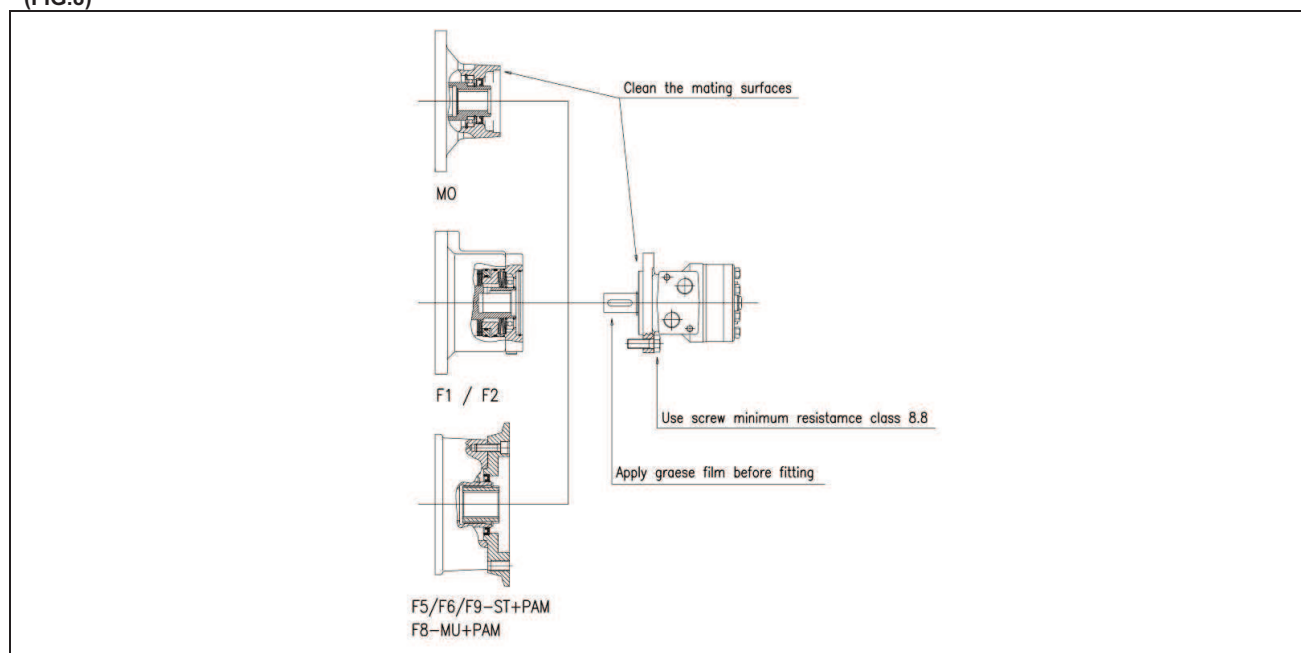 (FIG.6)
Clean the mating surfaces
MO
F1 / F2
Use screw minimum resistamce class 8.8
Apply graese film before fitting
F5/F6/F9-ST+PAM
F8-MU+PAM